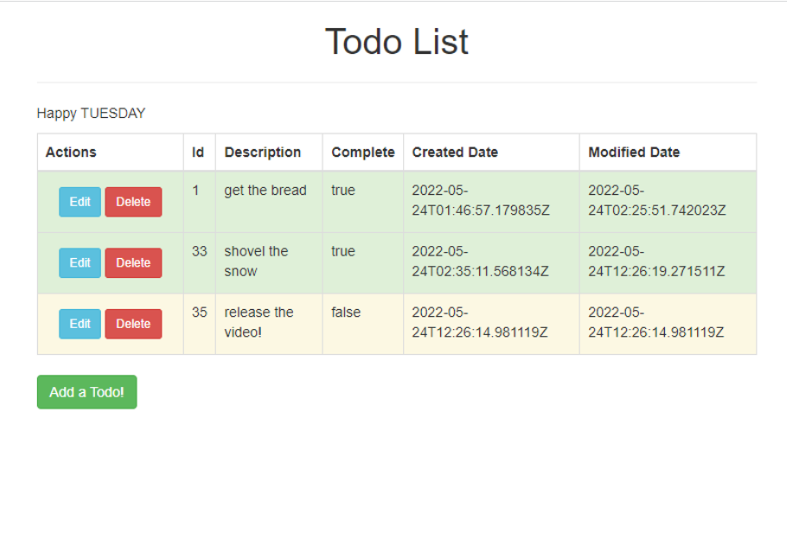 Todo List
Happy TUESDAY
Actions Id Description Complete Created Date Modified Date
Edit Delete 1 get the bread true 2022-05- 2022-05-
24T01:46:57.179835Z 24T02:25:51.742023Z
Edit Delete 33 shovel the true 2022-05- 2022-05-
snow 24T02:35:11.568134Z 24T12:26:19.271511Z
Edit Delete 35 release the false 2022-05- 2022-05-
video! 24T12:26:14.981119Z 24T12:26:14.981119Z
Add a Todo!